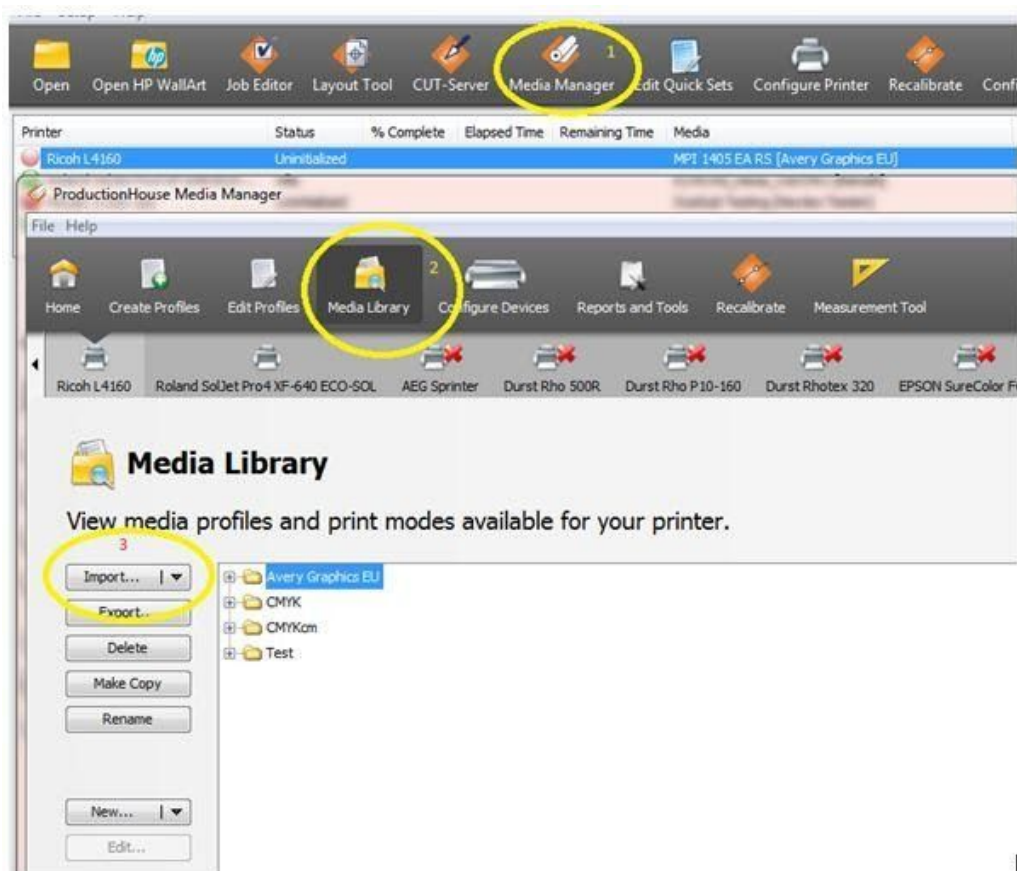 Open Open HP WallArt Job Editor Layout Tool CUT-Server Media Manager Edit Quick Sets Configure Printer Recalibrate Confi
1
Printer Status % Complete Elapsed Time Remaining Time Media
Ricoh L4160 Uninitialized MPI 1405 EA RS [Avery Graphics EU]
ProductionHouse Media Manager
File Help
2
Home Create Profiles Edit Profiles Media Library Configure Devices Reports and Tools Recalibrate Measurement Tool
Ricoh L4160 Roland SolJet Pro4 XF-640 ECO-SOL AEG Sprinter Durst Rho 500R Durst Rho P10-160 Durst Rhotex 320 EPSON SureColor F
Media Library
View media profiles and print modes available for your printer.
3
Import... Avery Graphics EU
Export... CMYK
CMYKcm
Delete Test
Make Copy
Rename
New...
Edit...